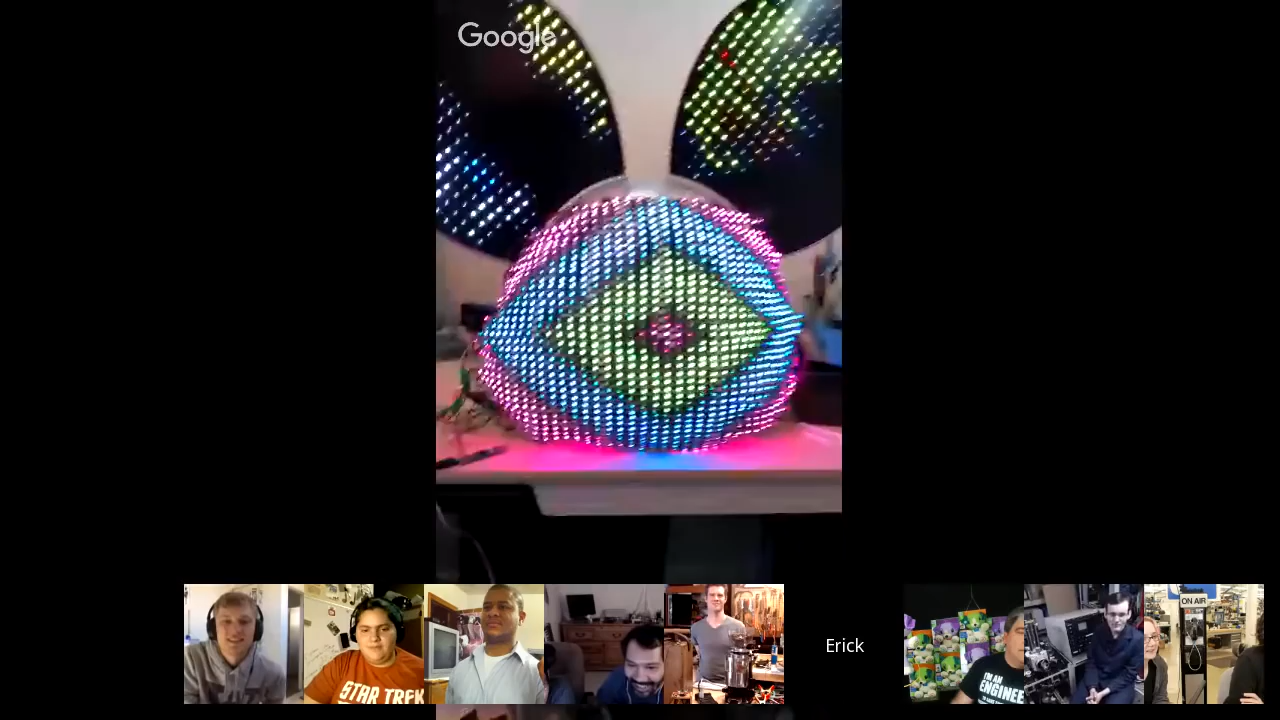 Google
STAR TREK
Erick
I'M AN
ENGINEER
ON AIR